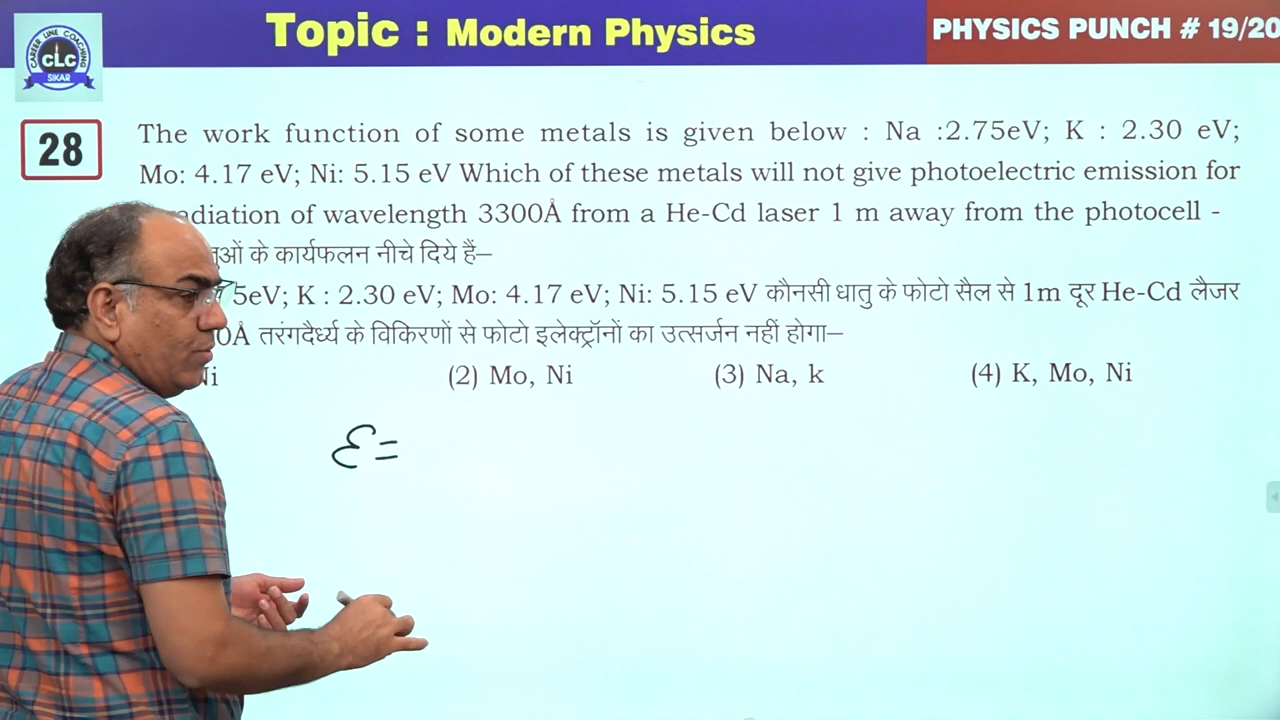 Topic : Modern Physics
PHYSICS PUNCH # 19/20
CAREER LINE COACHING
CLC
SIKAR
28
The work function of some metals is given below : Na :2.75eV; K : 2.30 eV;
Mo: 4.17 eV; Ni: 5.15 eV Which of these metals will not give photoelectric emission for
adiation of wavelength 3300Å from a He-Cd laser 1 m away from the photocell -
ओं के कार्यफलन नीचे दिये हैं–
5eV; K : 2.30 eV; Mo: 4.17 eV; Ni: 5.15 eV कौनसी धातु के फोटो सैल से 1m दूर He-Cd लैजर
0Å तरंगदैर्ध्य के विकिरणों से फोटो इलेक्ट्रॉनों का उत्सर्जन नहीं होगा–
Ni (2) Mo, Ni (3) Na, k (4) K, Mo, Ni
ε=